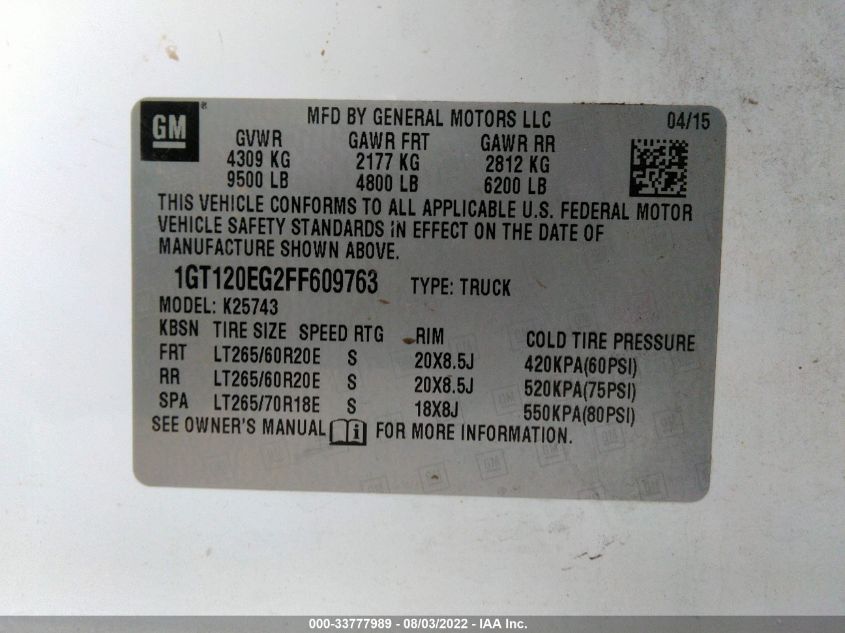 GM ®
MFD BY GENERAL MOTORS LLC 04/15
GVWR GAWR FRT GAWR RR
4309 KG 2177 KG 2812 KG
9500 LB 4800 LB 6200 LB
THIS VEHICLE CONFORMS TO ALL APPLICABLE U.S. FEDERAL MOTOR
VEHICLE SAFETY STANDARDS IN EFFECT ON THE DATE OF
MANUFACTURE SHOWN ABOVE.
1GT120EG2FF609763 TYPE: TRUCK
MODEL: K25743
KBSN TIRE SIZE SPEED RTG RIM COLD TIRE PRESSURE
FRT LT265/60R20E S 20X8.5J 420KPA(60PSI)
RR LT265/60R20E S 20X8.5J 520KPA(75PSI)
SPA LT265/70R18E S 18X8J 550KPA(80PSI)
SEE OWNER'S MANUAL i FOR MORE INFORMATION.
000-33777989 - 08/03/2022 - IAA Inc.